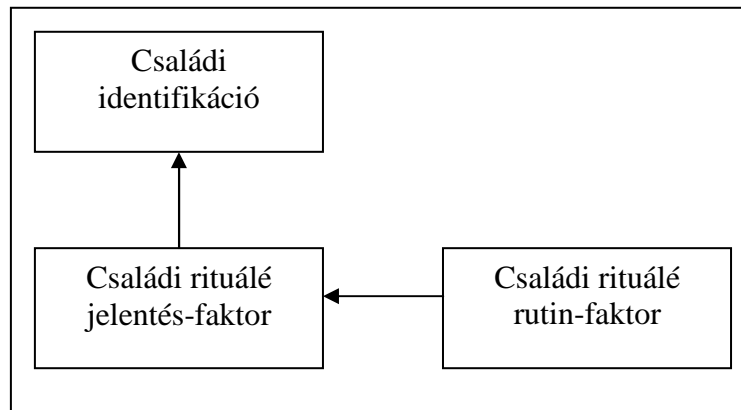 Családi
identifikáció
Családi rituálé
jelentés-faktor
Családi rituálé
rutin-faktor